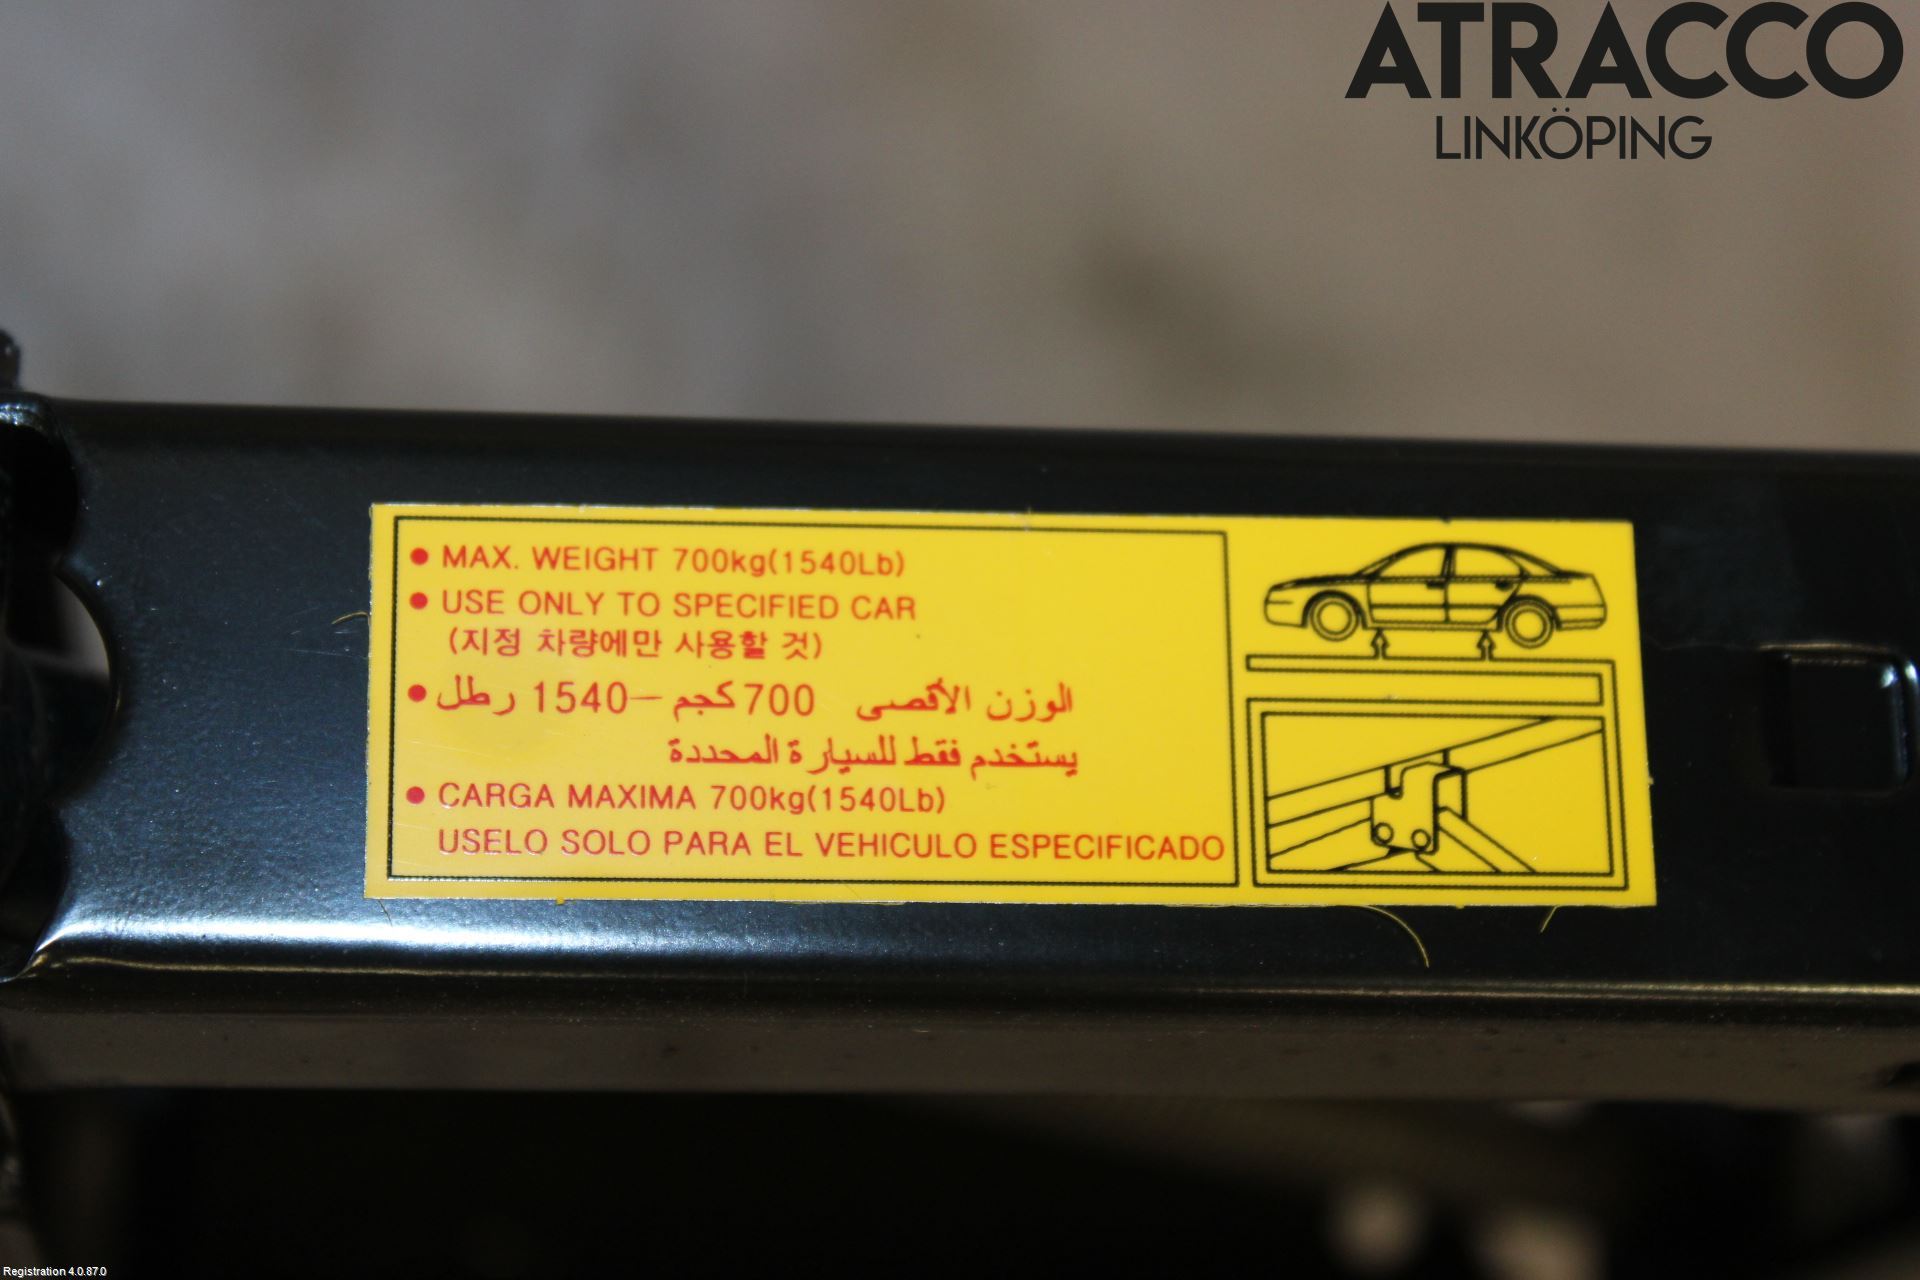 ATRACCO
LINKÖPING
● MAX. WEIGHT 700kg(1540Lb)
● USE ONLY TO SPECIFIED CAR
(지정 차량에만 사용할 것)
● الوزن الأقصى 700 كجم – 1540 رطل
يستخدم فقط للسيارة المحددة
● CARGA MAXIMA 700kg(1540Lb)
USELO SOLO PARA EL VEHICULO ESPECIFICADO
Registration 4.0.87.0